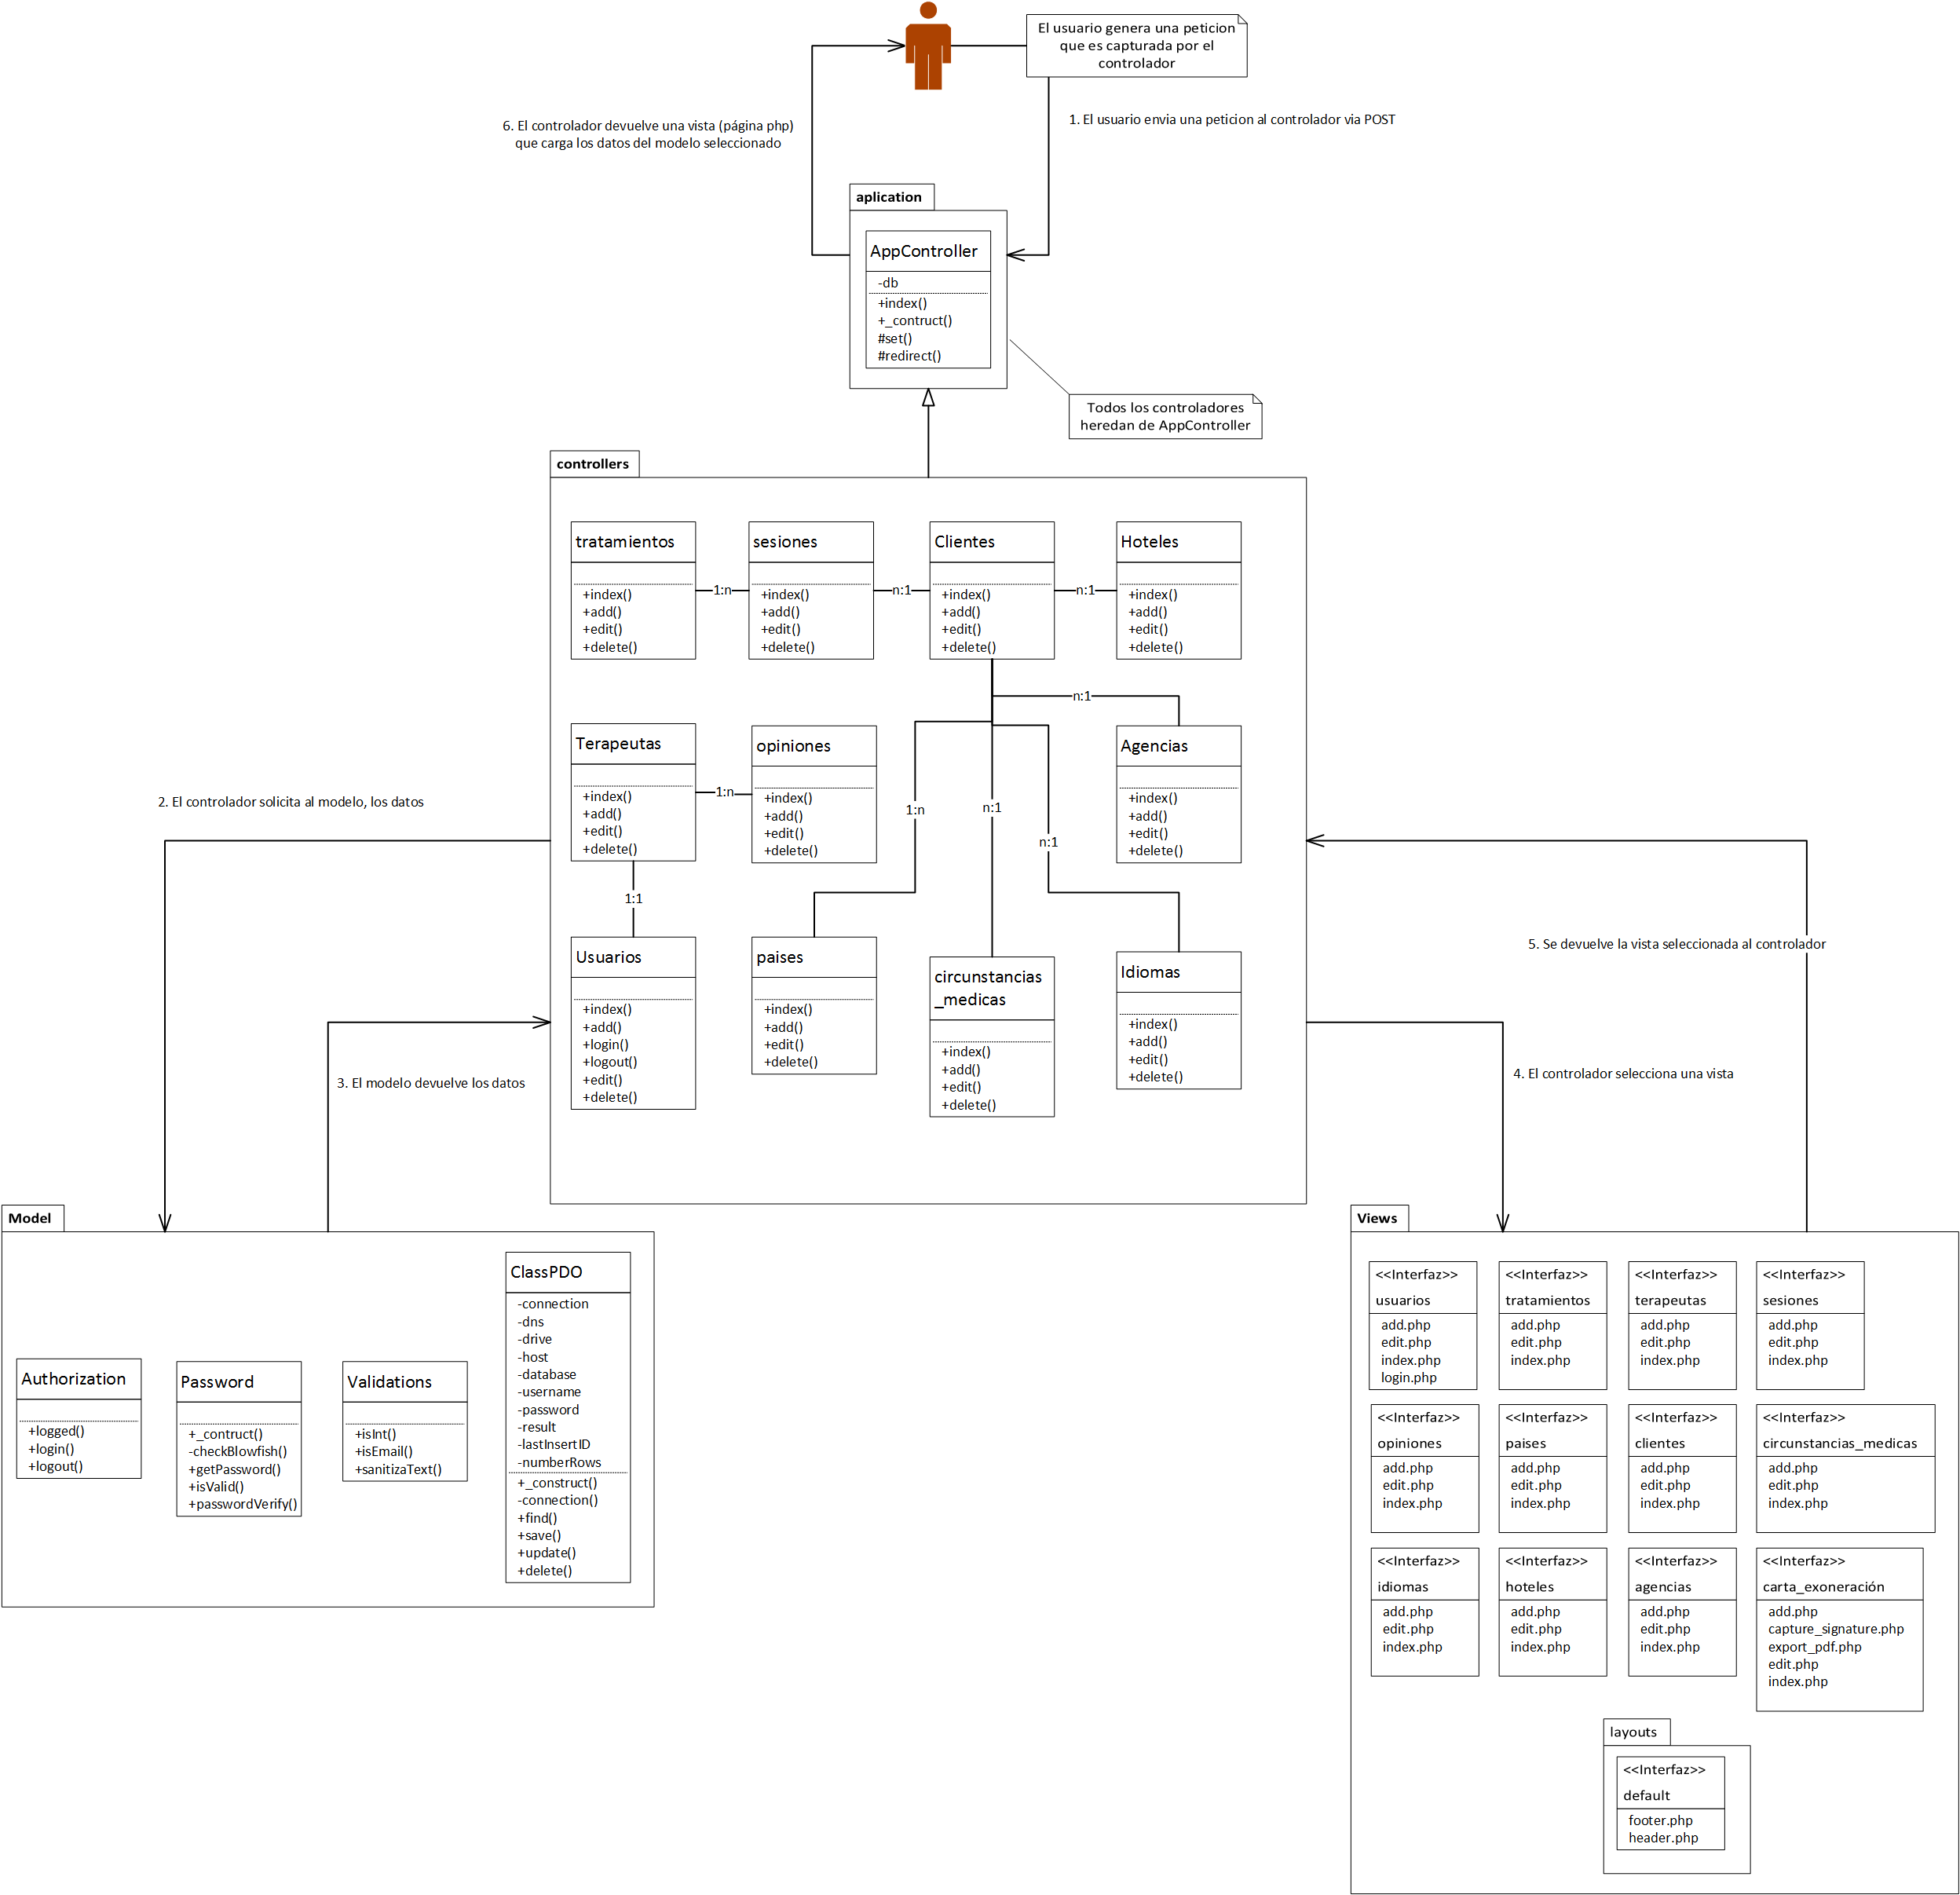 El usuario genera una peticion
que es capturada por el
controlador
1. El usuario envia una peticion al controlador via POST
6. El controlador devuelve una vista (página php)
que carga los datos del modelo seleccionado
aplication
AppController
-db
+index()
+_contruct()
#set()
#redirect()
Todos los controladores
heredan de AppController
controllers
tratamientos
+index()
+add()
+edit()
+delete()
1:n
sesiones
+index()
+add()
+edit()
+delete()
n:1
Clientes
+index()
+add()
+edit()
+delete()
n:1
Hoteles
+index()
+add()
+edit()
+delete()
n:1
Terapeutas
+index()
+add()
+edit()
+delete()
1:n
opiniones
+index()
+add()
+edit()
+delete()
1:n
n:1
n:1
Agencias
+index()
+add()
+edit()
+delete()
1:1
Usuarios
+index()
+add()
+login()
+logout()
+edit()
+delete()
paises
+index()
+add()
+edit()
+delete()
circunstancias
_medicas
+index()
+add()
+edit()
+delete()
Idiomas
+index()
+add()
+edit()
+delete()
2. El controlador solicita al modelo, los datos
3. El modelo devuelve los datos
5. Se devuelve la vista seleccionada al controlador
4. El controlador selecciona una vista
Model
Authorization
+logged()
+login()
+logout()
Password
+_contruct()
-checkBlowfish()
+getPassword()
+isValid()
+passwordVerify()
Validations
+isInt()
+isEmail()
+sanitizaText()
ClassPDO
-connection
-dns
-drive
-host
-database
-username
-password
-result
-lastInsertID
-numberRows
+_construct()
-connection()
+find()
+save()
+update()
+delete()
Views
<<Interfaz>>
usuarios
add.php
edit.php
index.php
login.php
<<Interfaz>>
tratamientos
add.php
edit.php
index.php
<<Interfaz>>
terapeutas
add.php
edit.php
index.php
<<Interfaz>>
sesiones
add.php
edit.php
index.php
<<Interfaz>>
opiniones
add.php
edit.php
index.php
<<Interfaz>>
paises
add.php
edit.php
index.php
<<Interfaz>>
clientes
add.php
edit.php
index.php
<<Interfaz>>
circunstancias_medicas
add.php
edit.php
index.php
<<Interfaz>>
idiomas
add.php
edit.php
index.php
<<Interfaz>>
hoteles
add.php
edit.php
index.php
<<Interfaz>>
agencias
add.php
edit.php
index.php
<<Interfaz>>
carta_exoneración
add.php
capture_signature.php
export_pdf.php
edit.php
index.php
layouts
<<Interfaz>>
default
footer.php
header.php